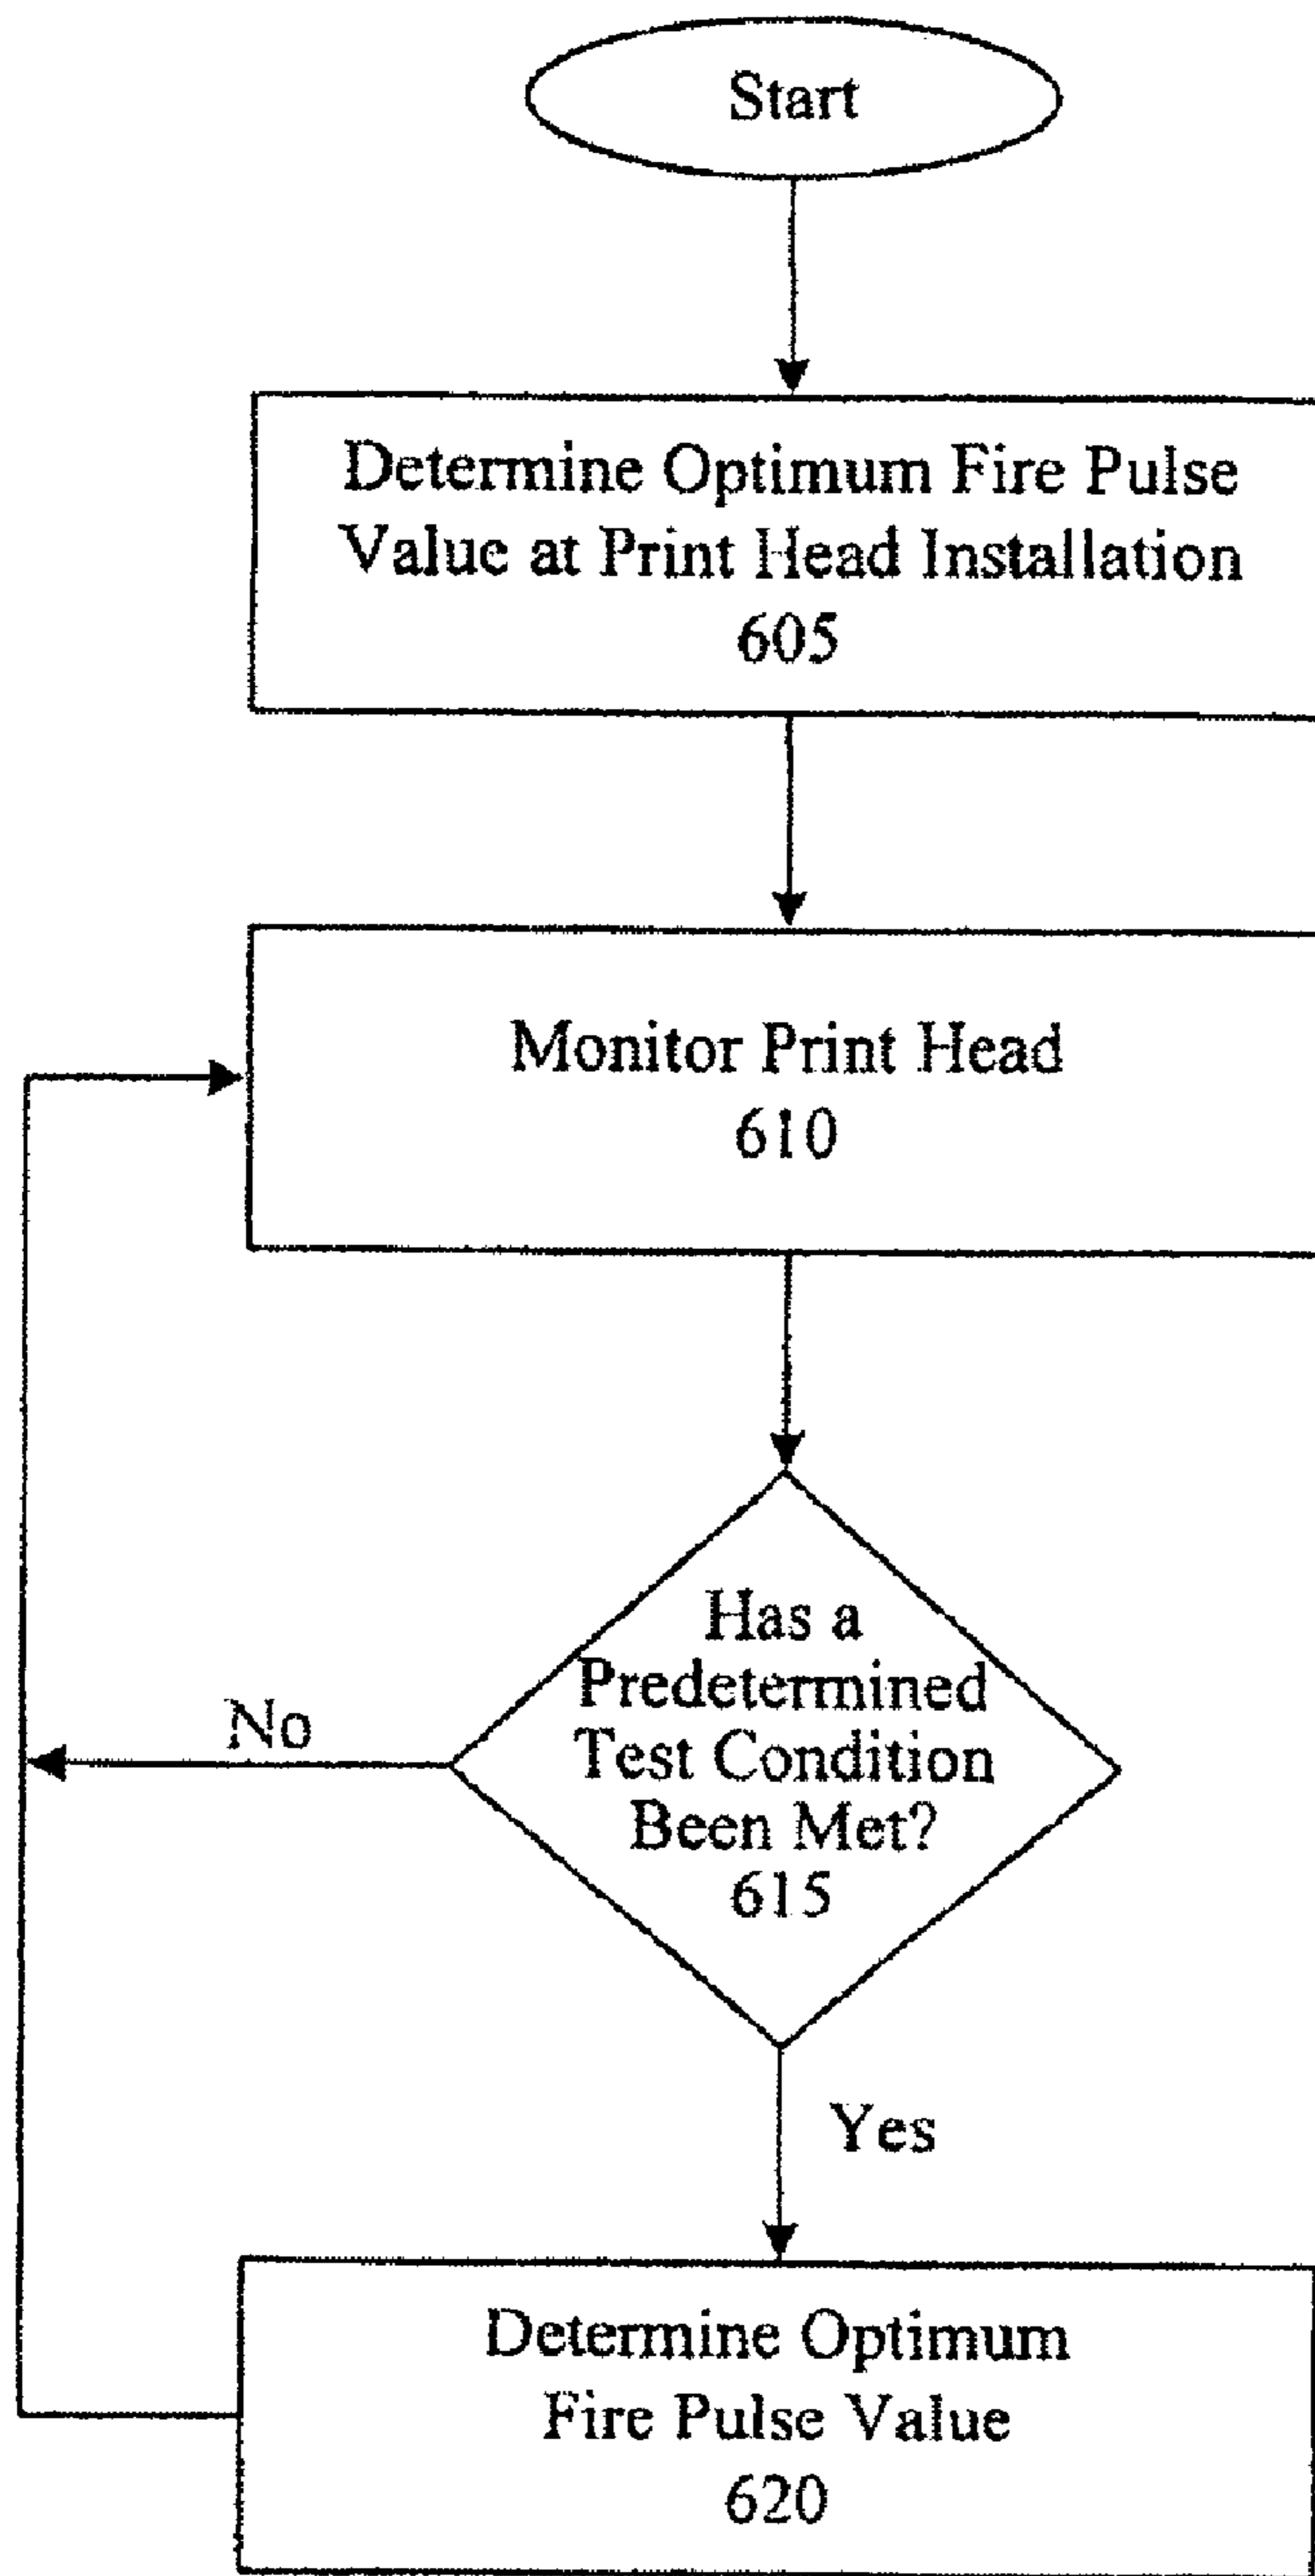 Start
Determine Optimum Fire Pulse
Value at Print Head Installation
605
Monitor Print Head
610
Has a
Predetermined
Test Condition
Been Met?
615
No
Yes
Determine Optimum
Fire Pulse Value
620